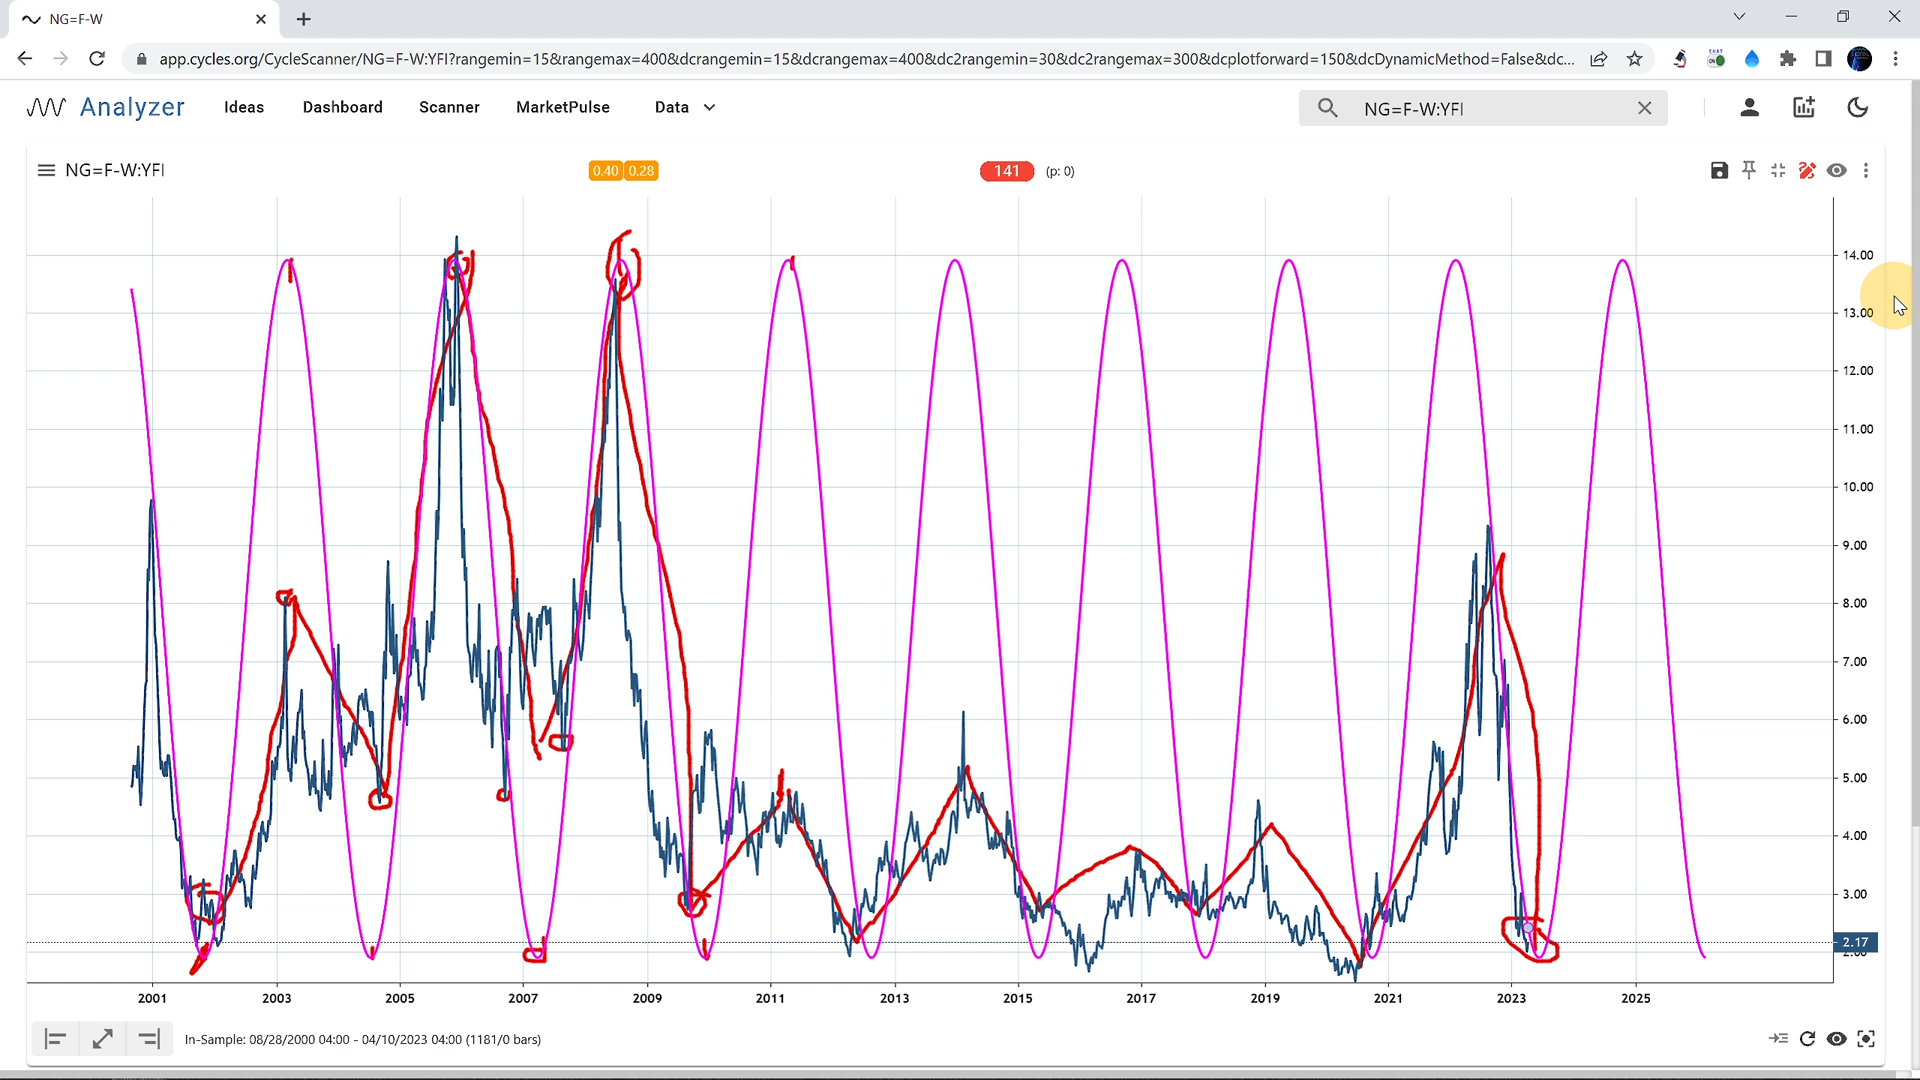 NG=F-W
app.cycles.org/CycleScanner/NG=F-W:YFI?rangemin=15&rangemax=400&dcrangemin=15&dcrangemax=400&dc2rangemin=30&dc2rangemax=300&dcplotforward=150&dcDynamicMethod=False&dc...
CHAT
ON
Analyzer Ideas Dashboard Scanner MarketPulse Data NG=F-W:YFI
NG=F-W:YFI 0.40 0.28 141 (p: 0)
14.00
13.00
12.00
11.00
10.00
9.00
8.00
7.00
6.00
5.00
4.00
3.00
2.17
2.00
2001 2003 2005 2007 2009 2011 2013 2015 2017 2019 2021 2023 2025
In-Sample: 08/28/2000 04:00 - 04/10/2023 04:00 (1181/0 bars)